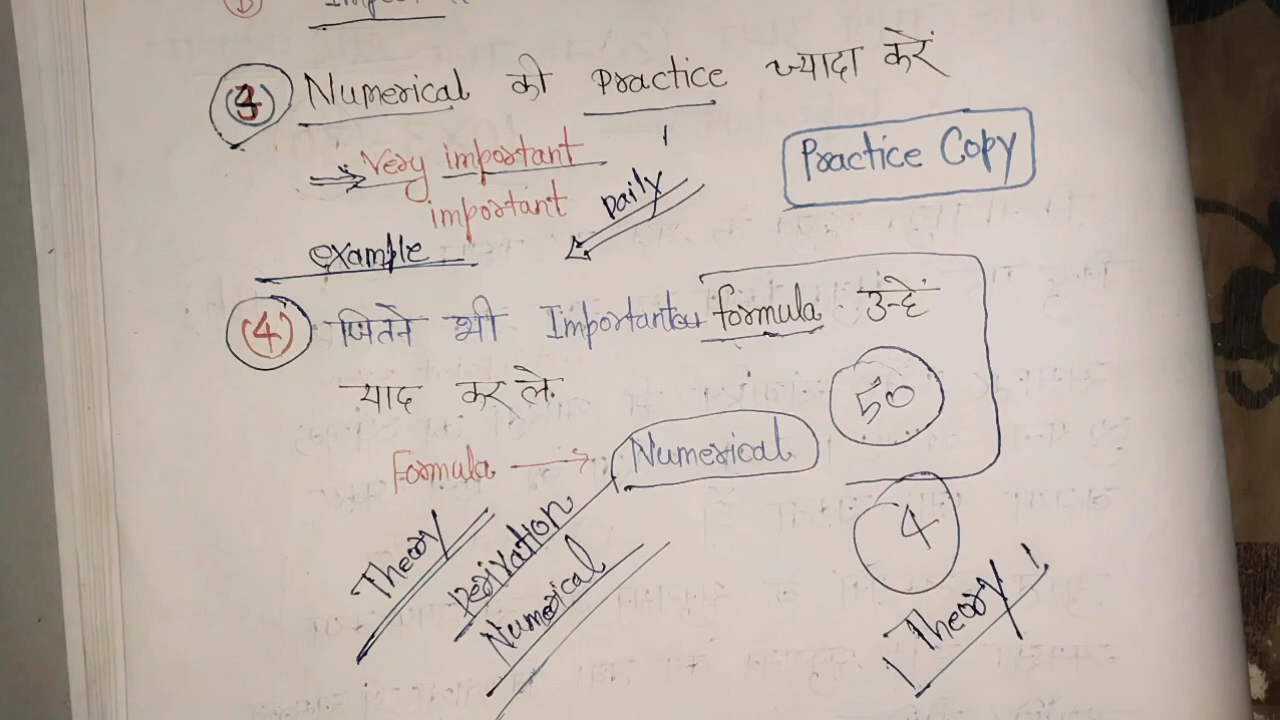 (3) Numerical की Practice ज्यादा करें
Practice Copy
⇒ Very important
important
Daily
example
(4) जितने भी Important formula उन्हें
याद कर ले.
50
Formula → Numerical
4
Theory
Derivation
Numerical
Theory